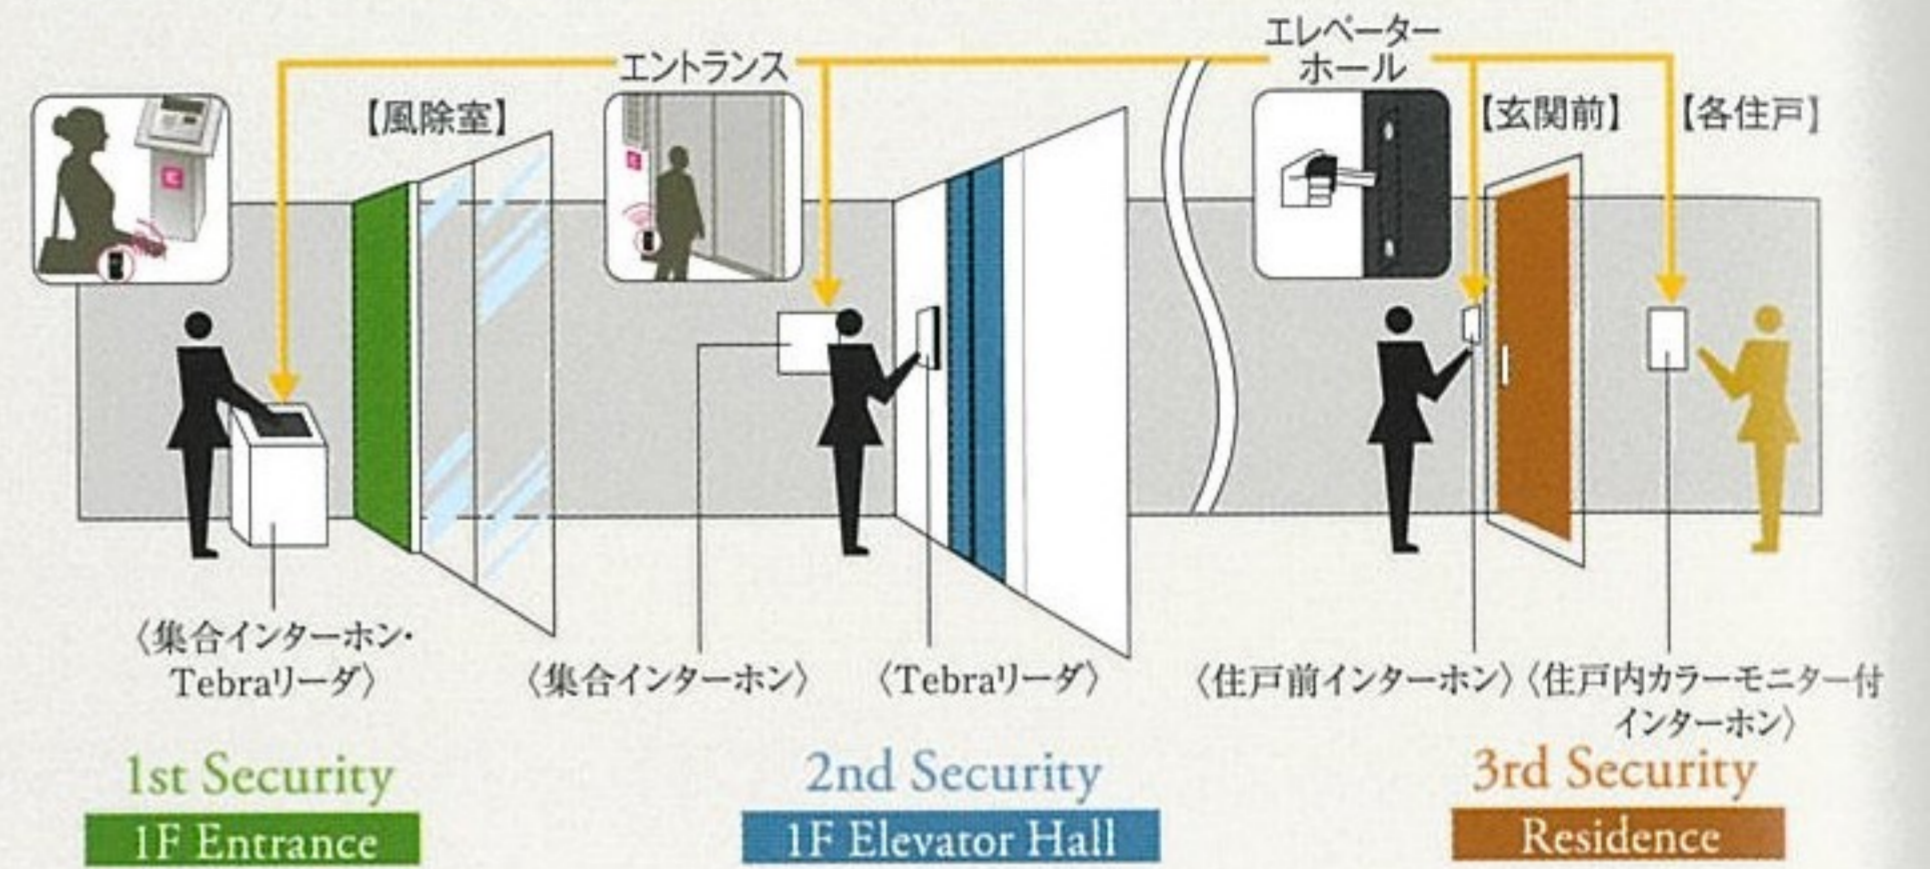 エントランス
エレベーター
ホール
【風除室】
【玄関前】
【各住戸】
〈集合インターホン・
Tebraリーダ〉
〈集合インターホン〉
〈Tebraリーダ〉
〈住戸前インターホン〉
〈住戸内カラーモニター付
インターホン〉
1st Security
1F Entrance
2nd Security
1F Elevator Hall
3rd Security
Residence